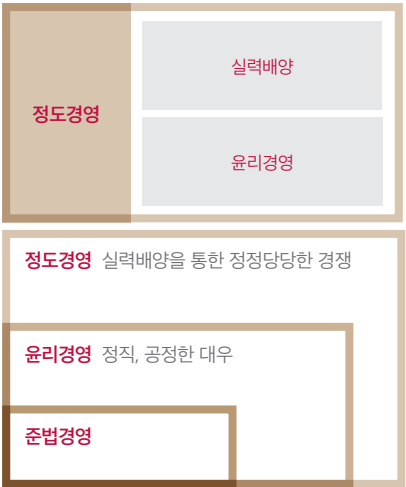 정도경영
실력배양
윤리경영
정도경영 실력배양을 통한 정정당당한 경쟁
윤리경영 정직, 공정한 대우
준법경영